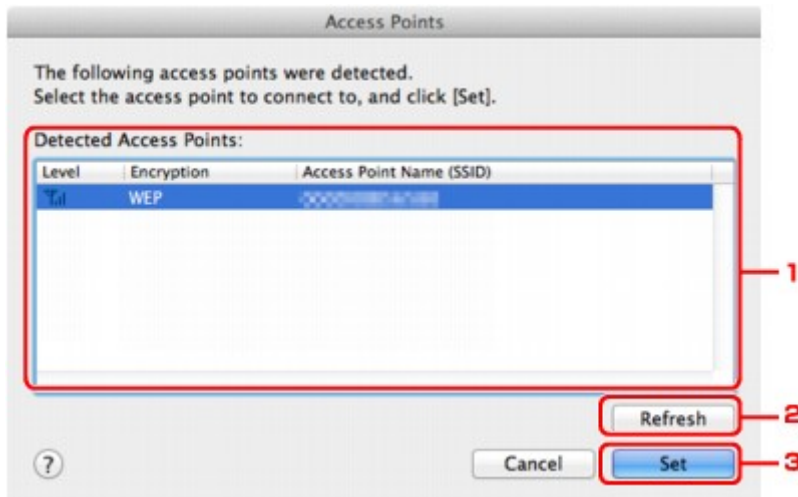 Access Points
The following access points were detected.
Select the access point to connect to, and click [Set].
Detected Access Points:
Level Encryption Access Point Name (SSID)
WEP
1
Refresh 2
? Cancel Set 3